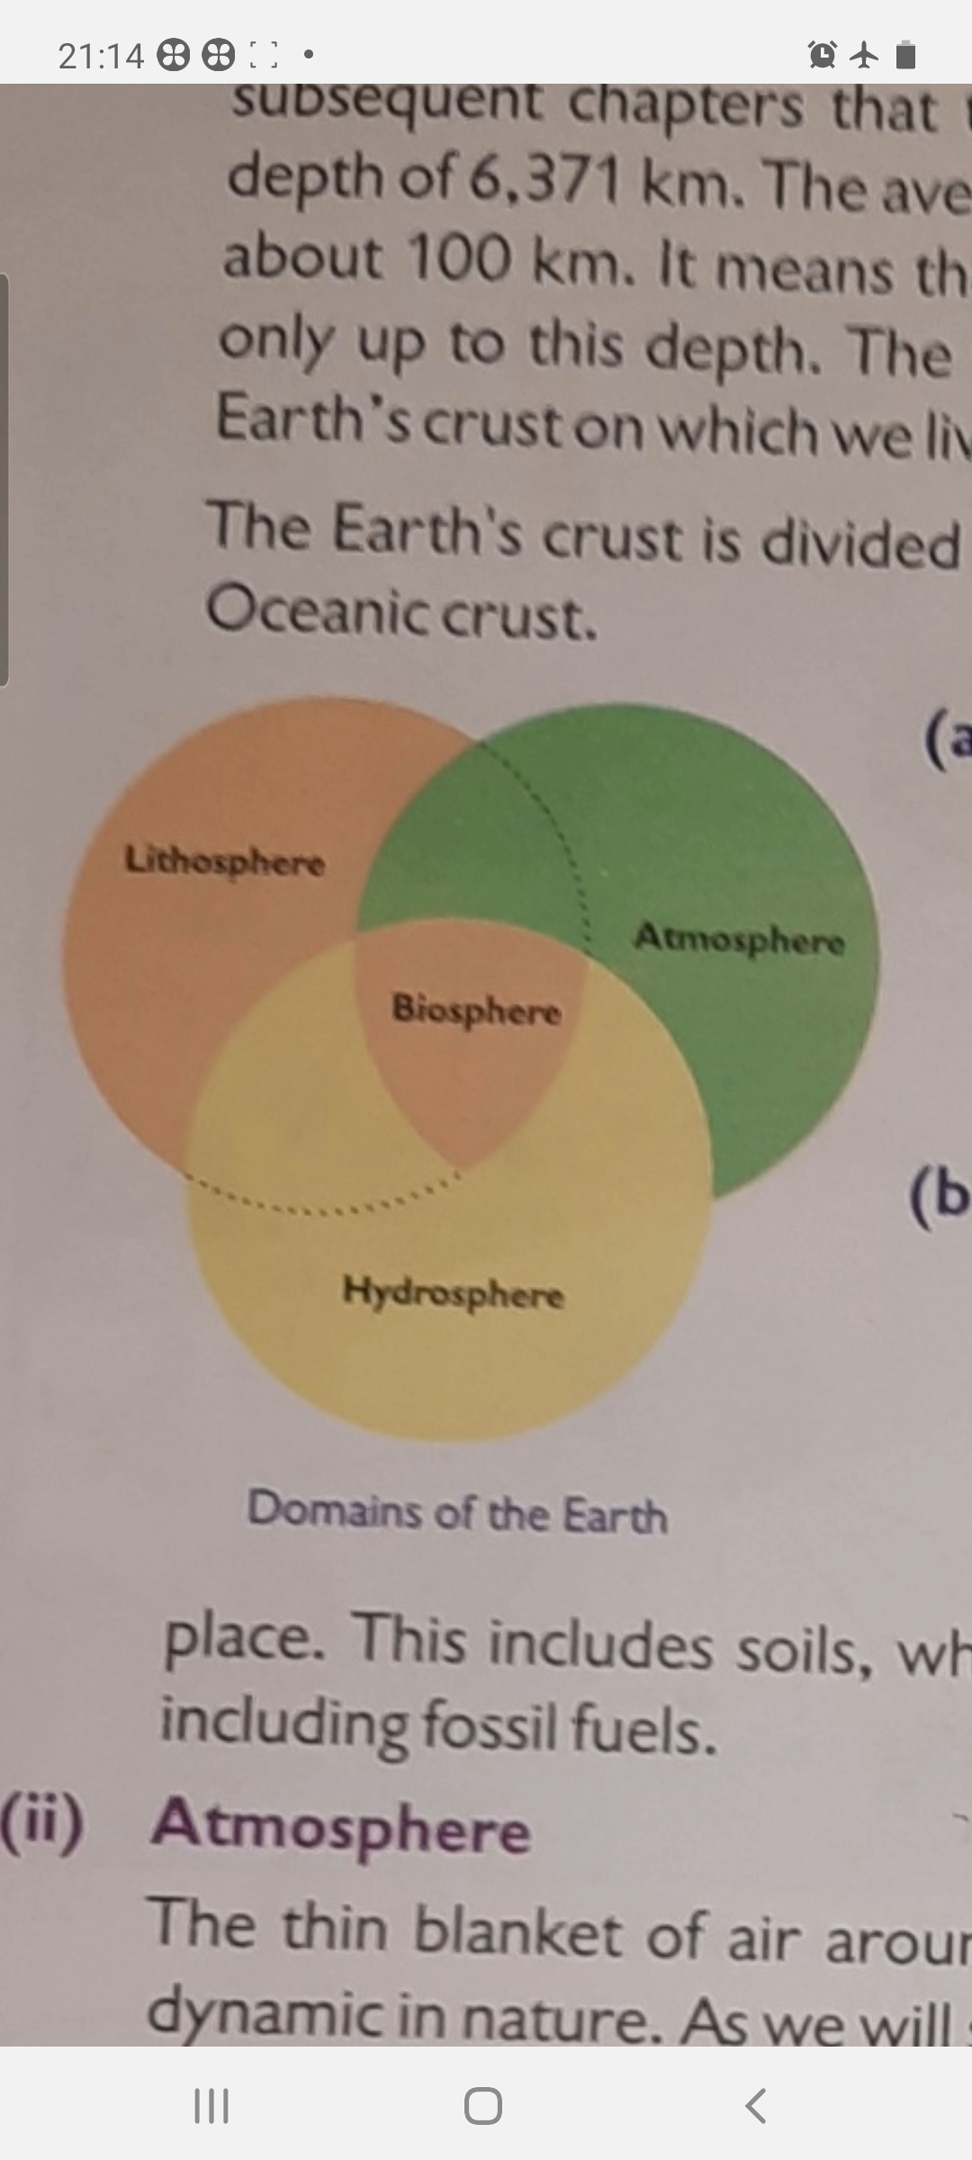 21:14
subsequent chapters that
depth of 6,371 km. The ave
about 100 km. It means th
only up to this depth. The
Earth's crust on which we liv
The Earth's crust is divided
Oceanic crust.
(a
Lithosphere
Atmosphere
Biosphere
(b
Hydrosphere
Domains of the Earth
place. This includes soils, wh
including fossil fuels.
(ii) Atmosphere
The thin blanket of air aroun
dynamic in nature. As we will